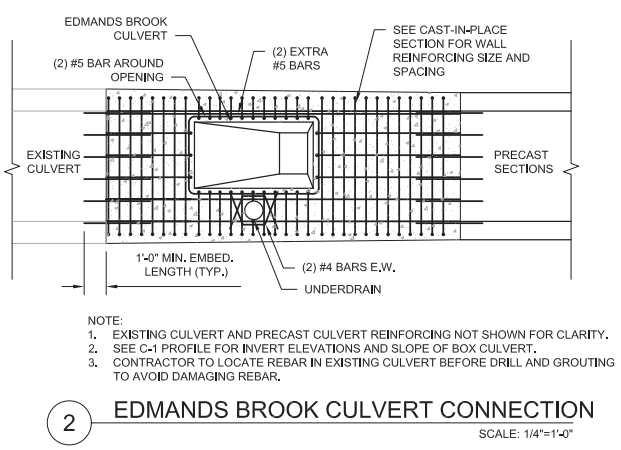 EDMANDS BROOK
CULVERT
(2) #5 BAR AROUND
OPENING
(2) EXTRA
#5 BARS
SEE CAST-IN-PLACE
SECTION FOR WALL
REINFORCING SIZE AND
SPACING
EXISTING
CULVERT
PRECAST
SECTIONS
1'-0" MIN. EMBED.
LENGTH (TYP.)
(2) #4 BARS E.W.
UNDERDRAIN
NOTE:
1. EXISTING CULVERT AND PRECAST CULVERT REINFORCING NOT SHOWN FOR CLARITY.
2. SEE C-1 PROFILE FOR INVERT ELEVATIONS AND SLOPE OF BOX CULVERT.
3. CONTRACTOR TO LOCATE REBAR IN EXISTING CULVERT BEFORE DRILL AND GROUTING
TO AVOID DAMAGING REBAR.
2 EDMANDS BROOK CULVERT CONNECTION
SCALE: 1/4"=1'-0"